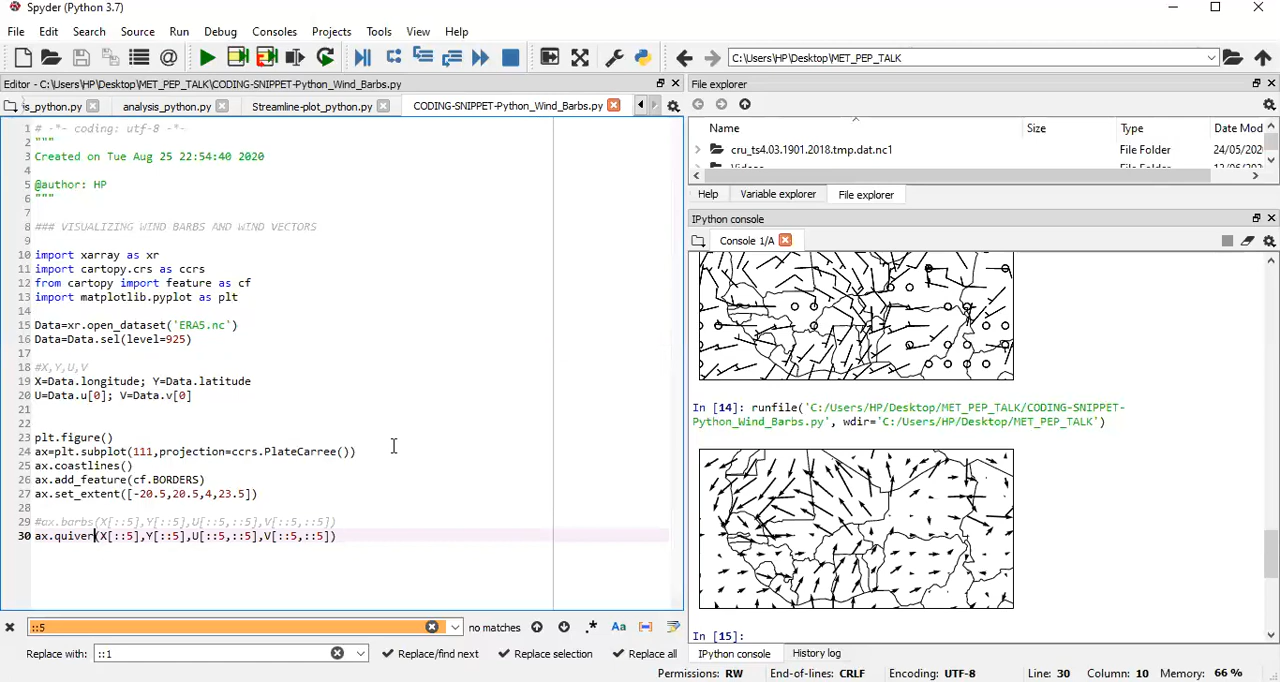 Spyder (Python 3.7)
File Edit Search Source Run Debug Consoles Projects Tools View Help
C:\Users\HP\Desktop\MET_PEP_TALK
Editor - C:\Users\HP\Desktop\MET_PEP_TALK\CODING-SNIPPET-Python_Wind_Barbs.py
is_python.py analysis_python.py Streamline-plot_python.py CODING-SNIPPET-Python_Wind_Barbs.py
1 # -*- coding: utf-8 -*-
2 """
3 Created on Tue Aug 25 22:54:40 2020
4
5 @author: HP
6 """
7
8 ### VISUALIZING WIND BARBS AND WIND VECTORS
9
10 import xarray as xr
11 import cartopy.crs as ccrs
12 from cartopy import feature as cf
13 import matplotlib.pyplot as plt
14
15 Data=xr.open_dataset('ERA5.nc')
16 Data=Data.sel(level=925)
17
18 #X,Y,U,V
19 X=Data.longitude; Y=Data.latitude
20 U=Data.u[0]; V=Data.v[0]
21
22
23 plt.figure()
24 ax=plt.subplot(111,projection=ccrs.PlateCarree())
25 ax.coastlines()
26 ax.add_feature(cf.BORDERS)
27 ax.set_extent([-20.5,20.5,4,23.5])
28
29 #ax.barbs(X[::5],Y[::5],U[::5,::5],V[::5,::5])
30 ax.quiver(X[::5],Y[::5],U[::5,::5],V[::5,::5])
::5 no matches .* Aa
Replace with: ::1 Replace/find next Replace selection Replace all
File explorer
Name Size Type Date Mod
cru_ts4.03.1901.2018.tmp.dat.nc1 File Folder 24/05/202
Help Variable explorer File explorer
IPython console
Console 1/A
In [14]: runfile('C:/Users/HP/Desktop/MET_PEP_TALK/CODING-SNIPPET-
Python_Wind_Barbs.py', wdir='C:/Users/HP/Desktop/MET_PEP_TALK')
In [15]:
IPython console History log
Permissions: RW End-of-lines: CRLF Encoding: UTF-8 Line: 30 Column: 10 Memory: 66 %